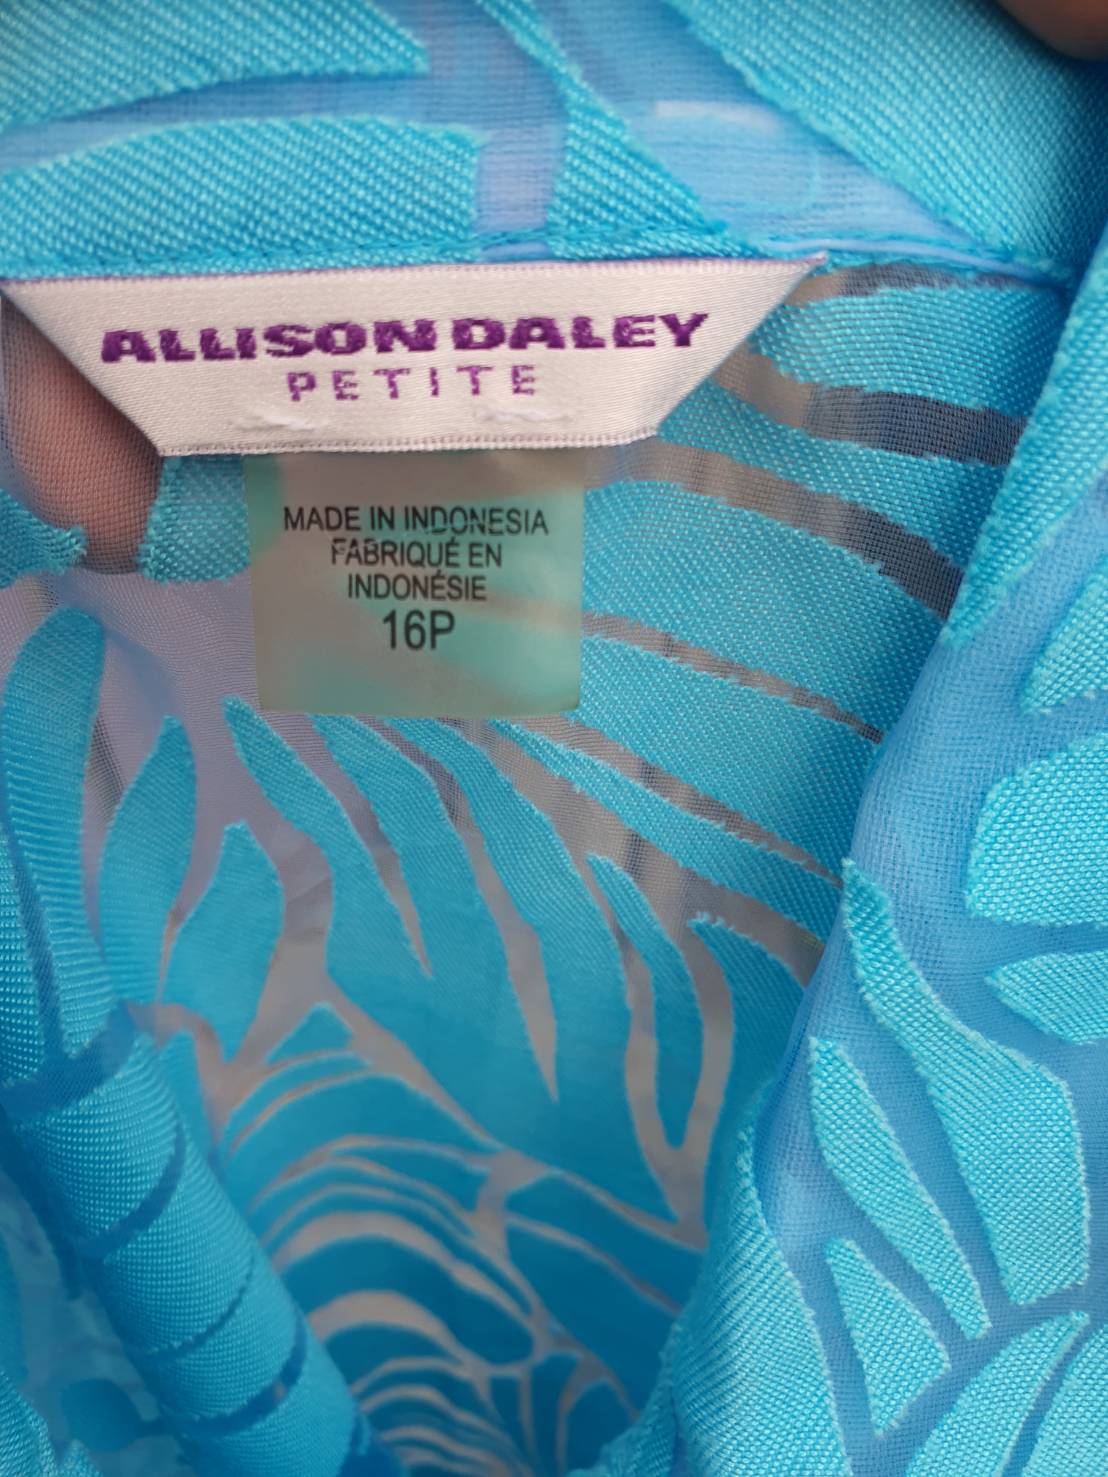 ALLISON DALEY
PETITE
MADE IN INDONESIA
FABRIQUÉ EN
INDONÉSIE
16P